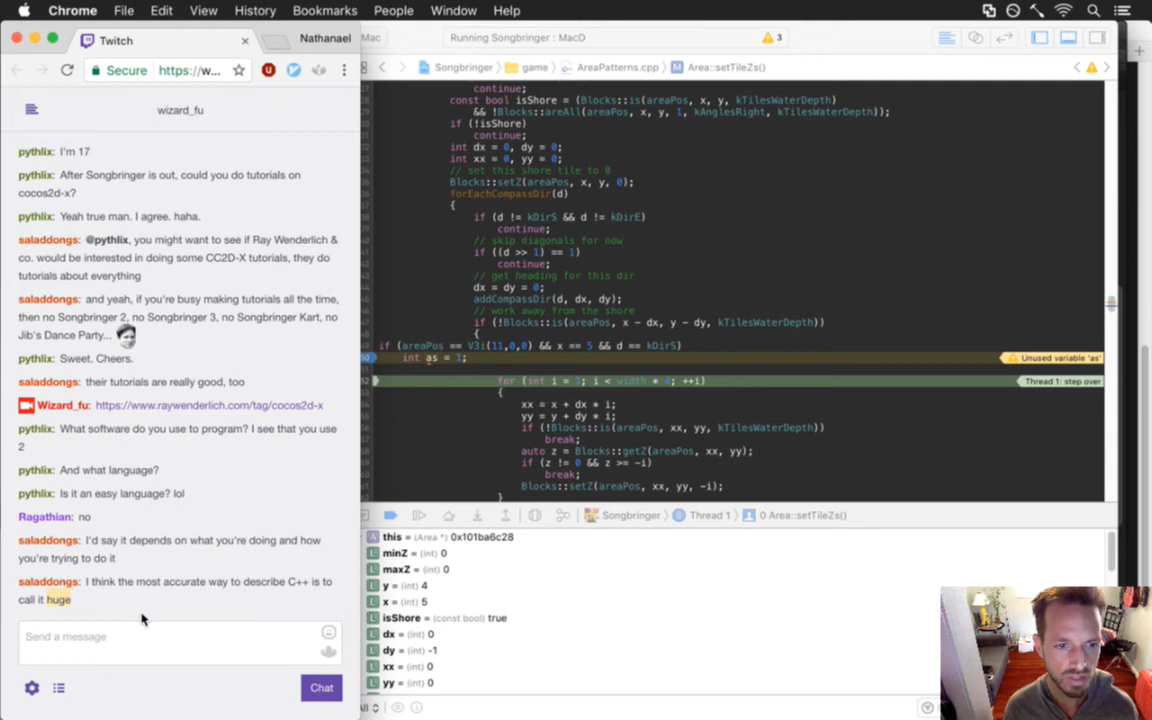 Chrome File Edit View History Bookmarks People Window Help
Twitch
Nathanael
Secure https://w...
wizard_fu
pythlix: I'm 17
pythlix: After Songbringer is out, could you do tutorials on
cocos2d-x?
pythlix: Yeah true man. I agree. haha.
saladdongs: @pythlix, you might want to see if Ray Wenderlich &
co. would be interested in doing some CC2D-X tutorials, they do
tutorials about everything
saladdongs: and yeah, if you're busy making tutorials all the time,
then no Songbringer 2, no Songbringer 3, no Songbringer Kart, no
Jib's Dance Party...
pythlix: Sweet. Cheers.
saladdongs: their tutorials are really good, too
Wizard_fu: https://www.raywenderlich.com/tag/cocos2d-x
pythlix: What software do you use to program? I see that you use
2
pythlix: And what language?
pythlix: Is it an easy language? lol
Ragathian: no
saladdongs: I'd say it depends on what you're doing and how
you're trying to do it
saladdongs: I think the most accurate way to describe C++ is to
call it huge
Send a message
Chat
Mac
Running Songbringer : MacD
3
Songbringer game AreaPatterns.cpp Area::setTileZs()
continue;
const bool isShore = (Blocks::is(areaPos, x, y, kTilesWaterDepth)
&& !Blocks::areAll(areaPos, x, y, 1, kAnglesRight, kTilesWaterDepth));
if (!isShore)
continue;
int dx = 0, dy = 0;
int xx = 0, yy = 0;
// set this shore tile to 0
Blocks::setZ(areaPos, x, y, 0);
forEachCompassDir(d)
{
if (d != kDirS && d != kDirE)
continue;
// skip diagonals for now
if ((d >> 1) == 1)
continue;
// get heading for this dir
dx = dy = 0;
addCompassDir(d, dx, dy);
// work away from the shore
if (!Blocks::is(areaPos, x - dx, y - dy, kTilesWaterDepth))
{
if (areaPos == V3i(11,0,0) && x == 5 && d == kDirS)
int as = 1; Unused variable 'as'
for (int i = 1; i < width * 4; ++i) Thread 1: step over
{
xx = x + dx * i;
yy = y + dy * i;
if (!Blocks::is(areaPos, xx, yy, kTilesWaterDepth))
break;
auto z = Blocks::getZ(areaPos, xx, yy);
if (z != 0 && z >= -i)
break;
Blocks::setZ(areaPos, xx, yy, -i);
}
Songbringer Thread 1 0 Area::setTileZs()
this = (Area *) 0x101ba6c28
minZ = (int) 0
maxZ = (int) 0
y = (int) 4
x = (int) 5
isShore = (const bool) true
dx = (int) 0
dy = (int) -1
xx = (int) 0
yy = (int) 0